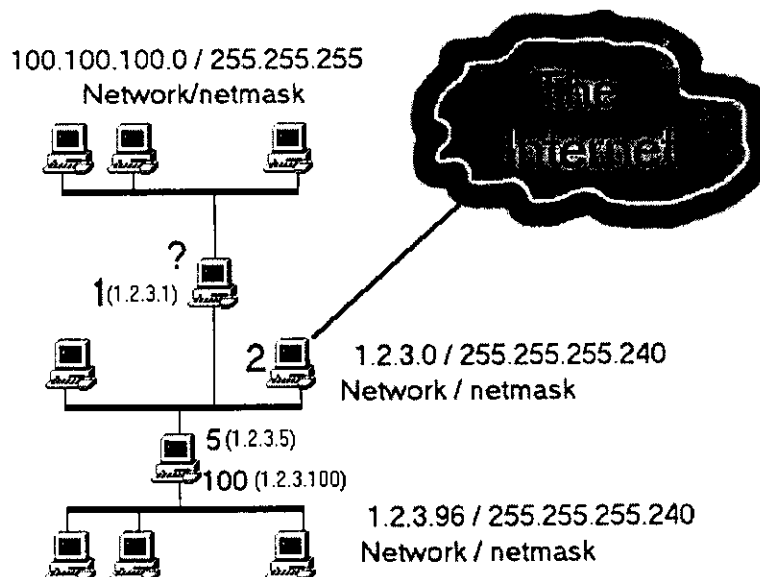 100.100.100.0 / 255.255.255
Network/netmask
The
Internet
?
1(1.2.3.1)
2
1.2.3.0 / 255.255.255.240
Network / netmask
5 (1.2.3.5)
100 (1.2.3.100)
1.2.3.96 / 255.255.255.240
Network / netmask